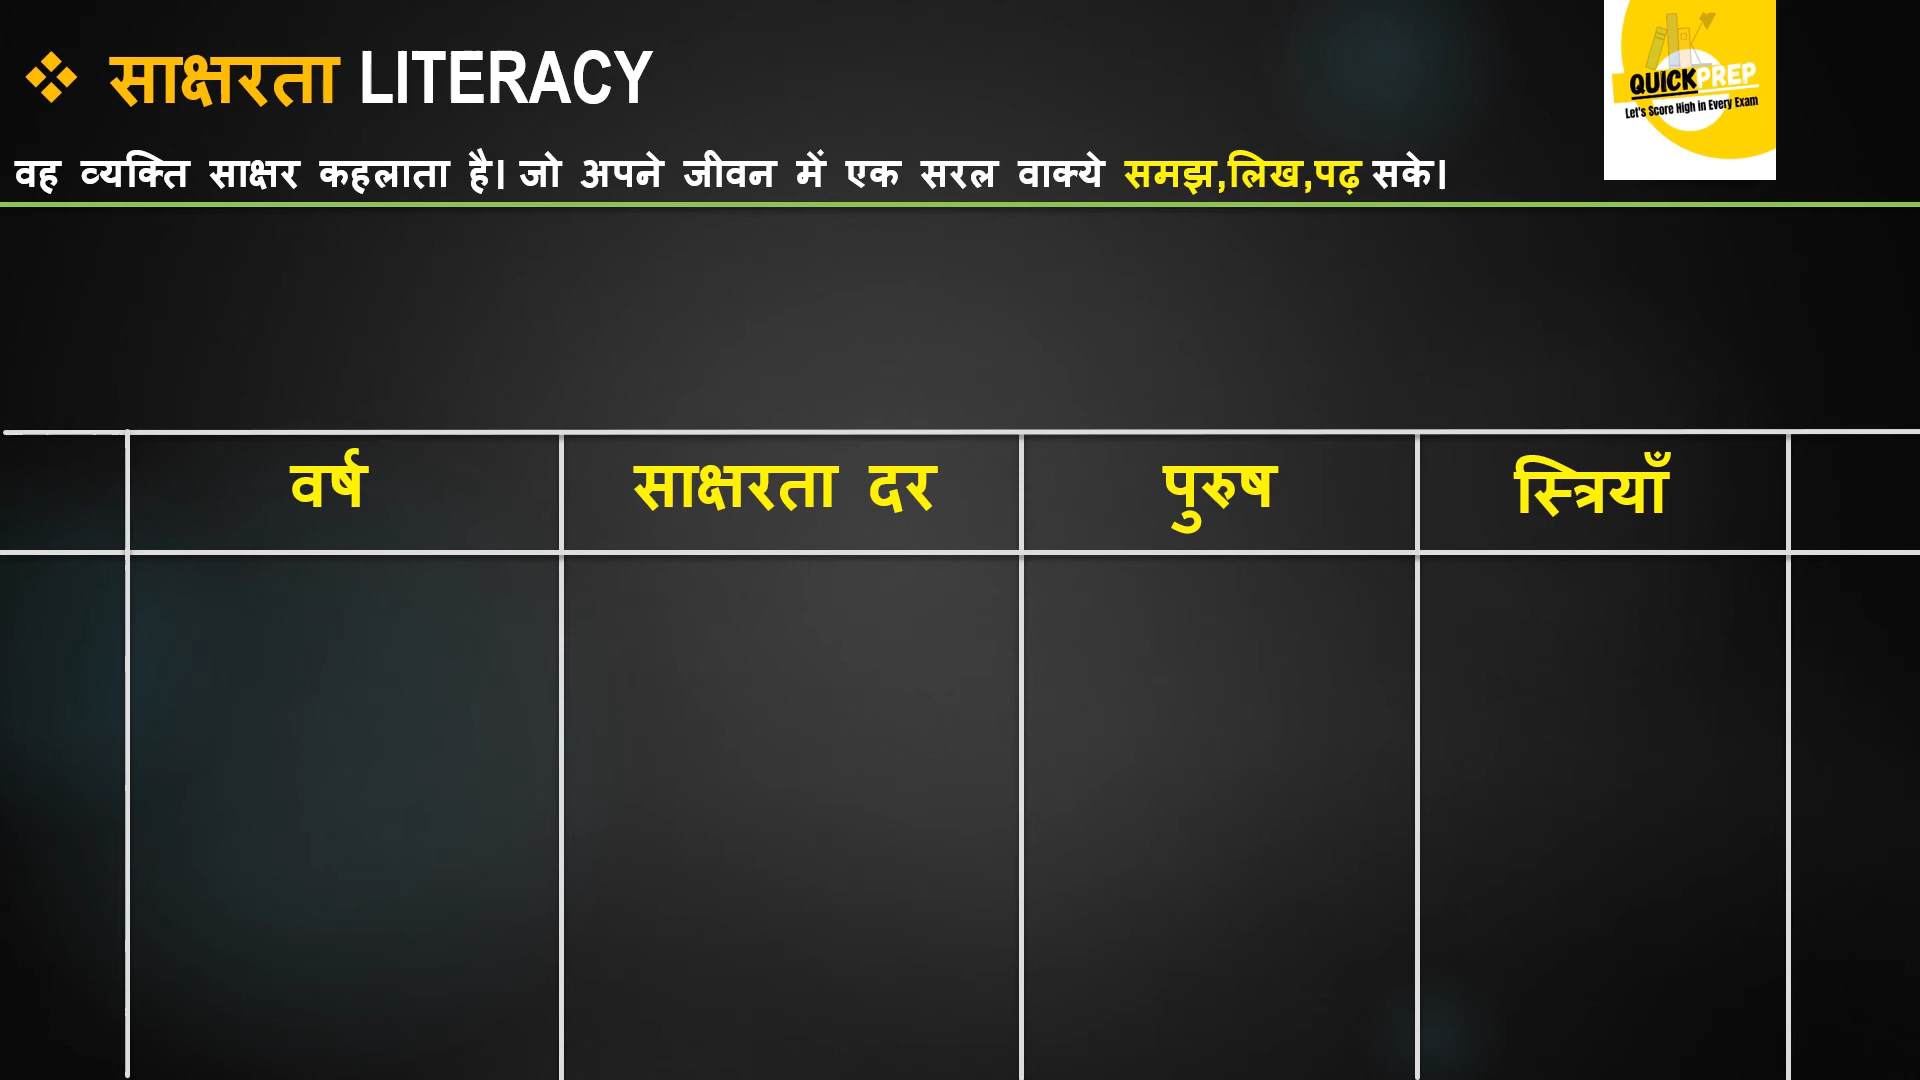 ❖ साक्षरता LITERACY
वह व्यक्ति साक्षर कहलाता है। जो अपने जीवन में एक सरल वाक्ये समझ,लिख,पढ़ सके।
QUICKPREP
Let's Score High in Every Exam
वर्ष साक्षरता दर पुरुष स्त्रियाँ